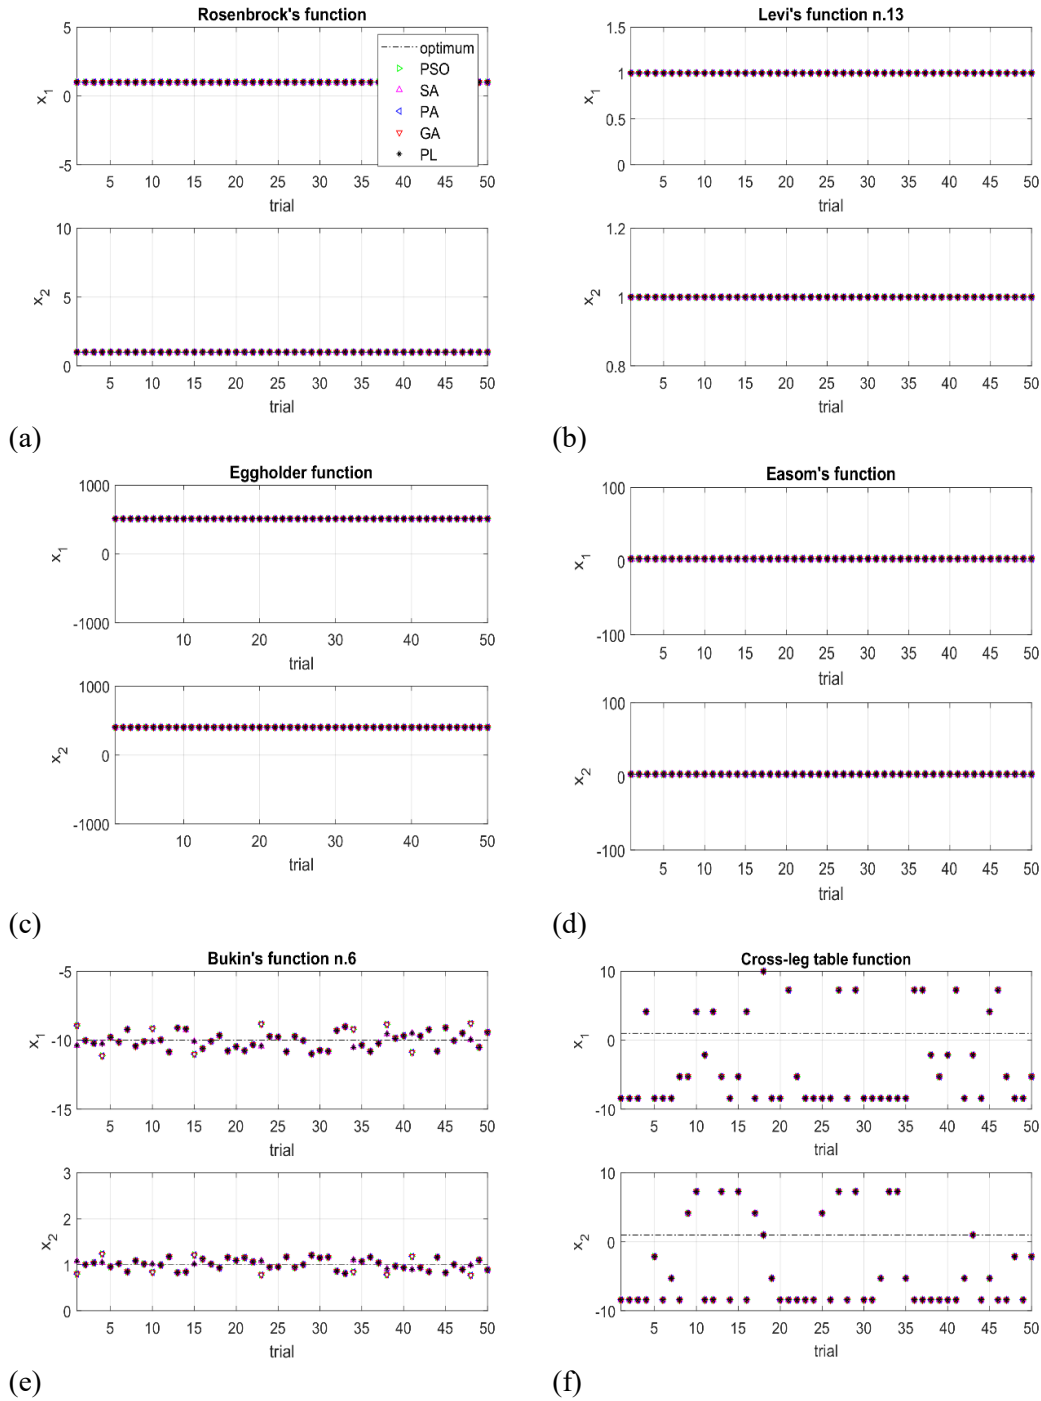 Rosenbrock's function
5
0
-5
x1
5 10 15 20 25 30 35 40 45 50
trial
optimum
PSO
SA
PA
GA
PL
10
5
0
x2
5 10 15 20 25 30 35 40 45 50
trial
(a)
Levi's function n.13
1.5
1
0.5
0
x1
5 10 15 20 25 30 35 40 45 50
trial
1.2
1
0.8
x2
5 10 15 20 25 30 35 40 45 50
trial
(b)
Eggholder function
1000
0
-1000
x1
10 20 30 40 50
trial
1000
0
-1000
x2
10 20 30 40 50
trial
(c)
Easom's function
100
0
-100
x1
5 10 15 20 25 30 35 40 45 50
trial
100
0
-100
x2
5 10 15 20 25 30 35 40 45 50
trial
(d)
Bukin's function n.6
-5
-10
-15
x1
5 10 15 20 25 30 35 40 45 50
trial
3
2
1
0
x2
5 10 15 20 25 30 35 40 45 50
trial
(e)
Cross-leg table function
10
0
-10
x1
5 10 15 20 25 30 35 40 45 50
trial
10
0
-10
x2
5 10 15 20 25 30 35 40 45 50
trial
(f)